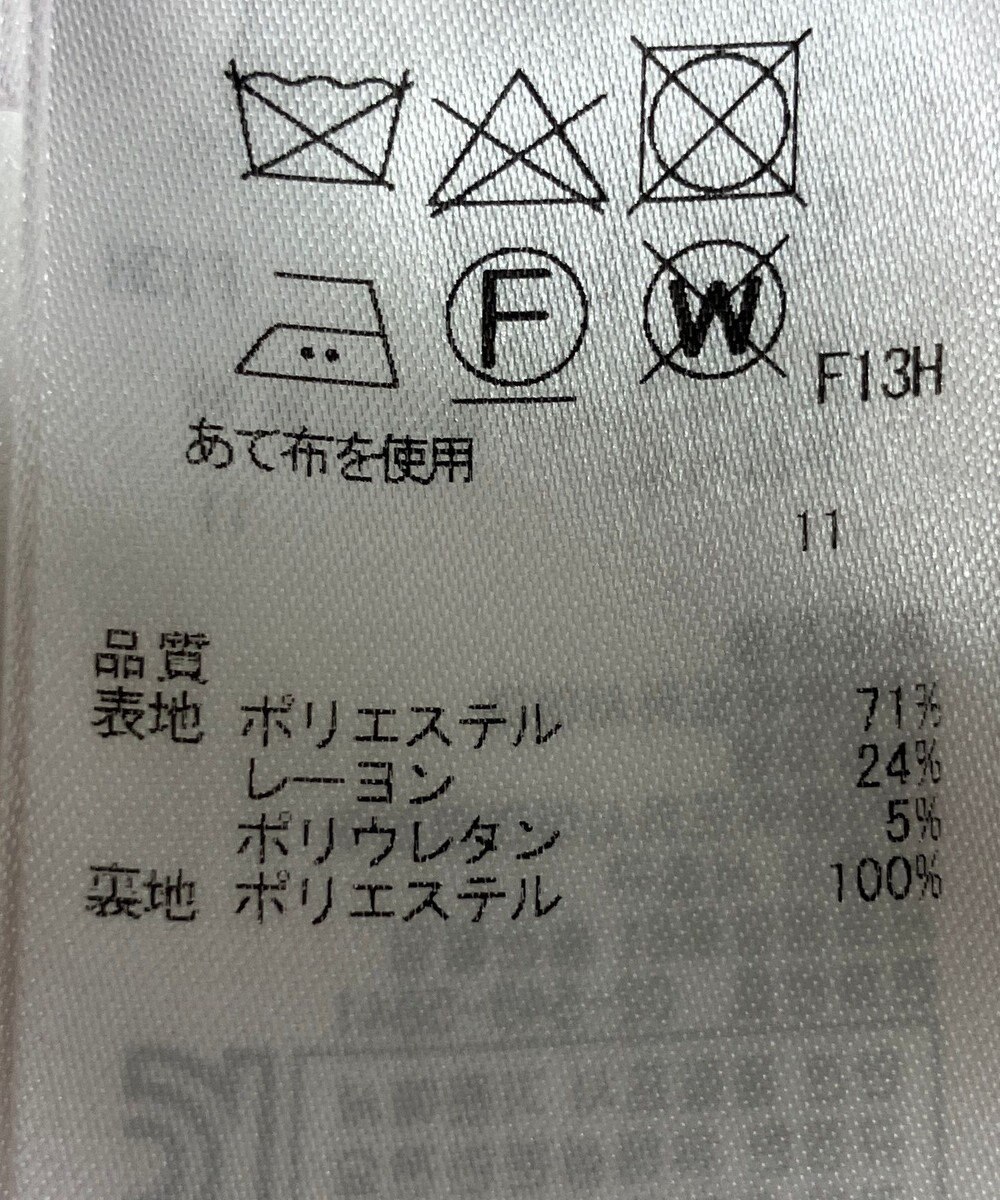 F
W
F13H
あて布を使用
11
品質
表地 ポリエステル 71%
レーヨン 24%
ポリウレタン 5%
裏地 ポリエステル 100%